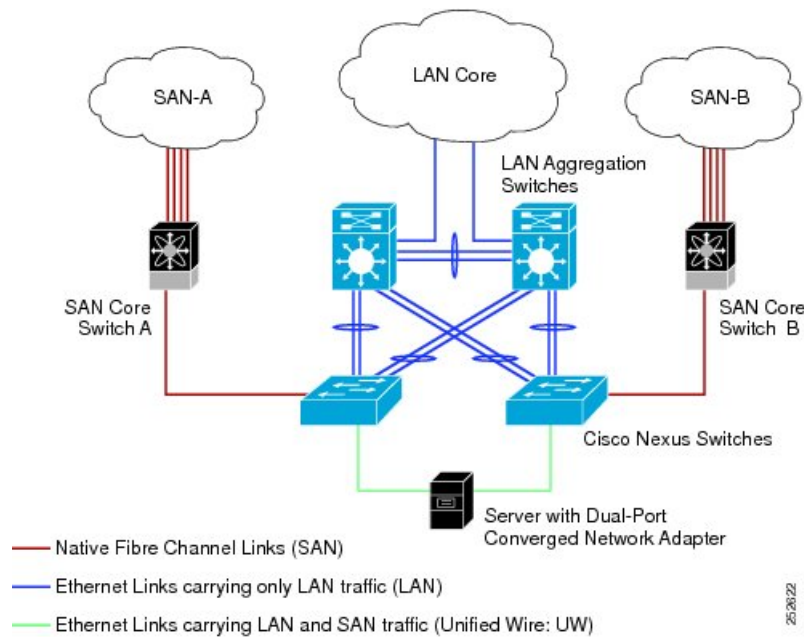 SAN-A
LAN Core
SAN-B
LAN Aggregation
Switches
SAN Core
Switch A
SAN Core
Switch B
Cisco Nexus Switches
Server with Dual-Port
Converged Network Adapter
Native Fibre Channel Links (SAN)
Ethernet Links carrying only LAN traffic (LAN)
Ethernet Links carrying LAN and SAN traffic (Unified Wire: UW)
252622